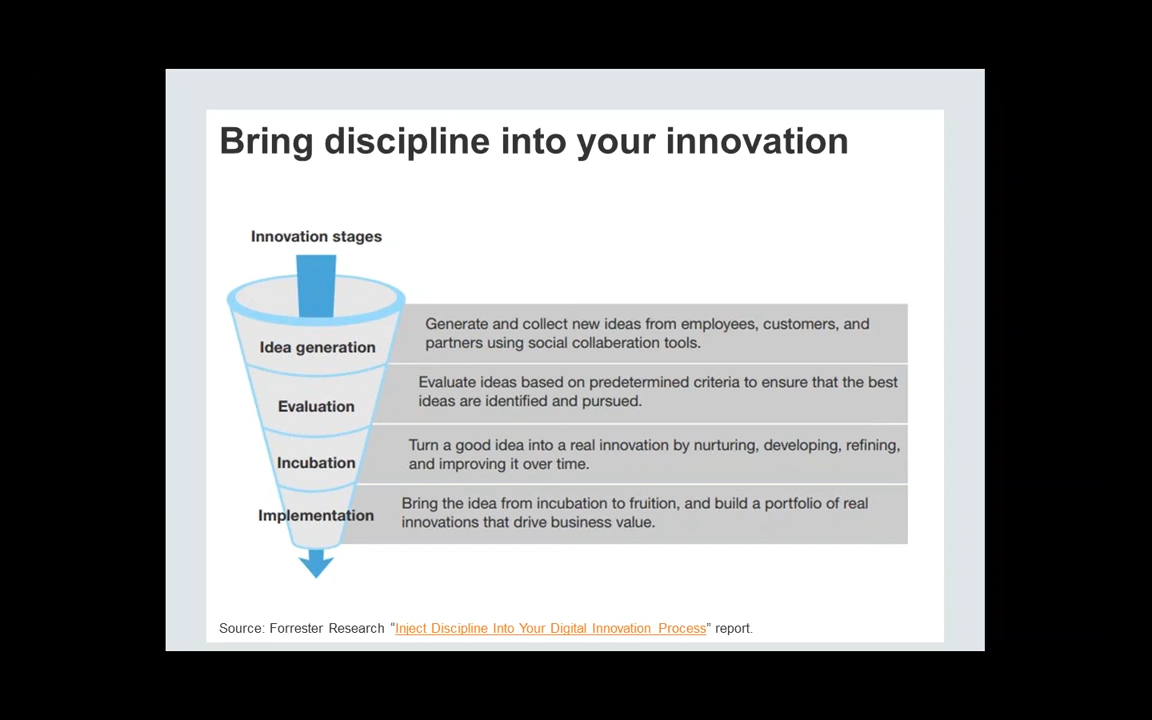 Bring discipline into your innovation
Innovation stages
Idea generation
Generate and collect new ideas from employees, customers, and
partners using social collaberation tools.
Evaluation
Evaluate ideas based on predetermined criteria to ensure that the best
ideas are identified and pursued.
Incubation
Turn a good idea into a real innovation by nurturing, developing, refining,
and improving it over time.
Implementation
Bring the idea from incubation to fruition, and build a portfolio of real
innovations that drive business value.
Source: Forrester Research “Inject Discipline Into Your Digital Innovation Process” report.